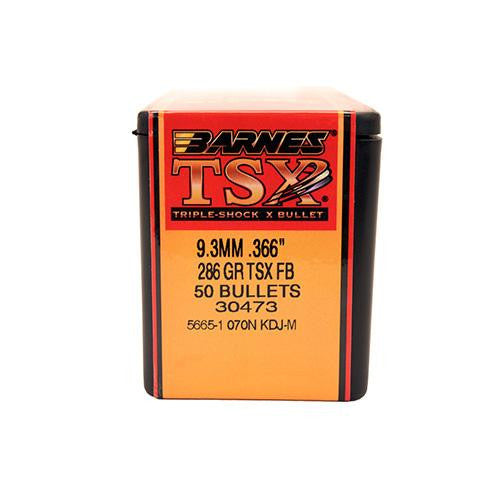 BARNES
TSX
TRIPLE-SHOCK X BULLET
9.3MM .366"
286 GR TSX FB
50 BULLETS
30473
5665-1 070N KDJ-M